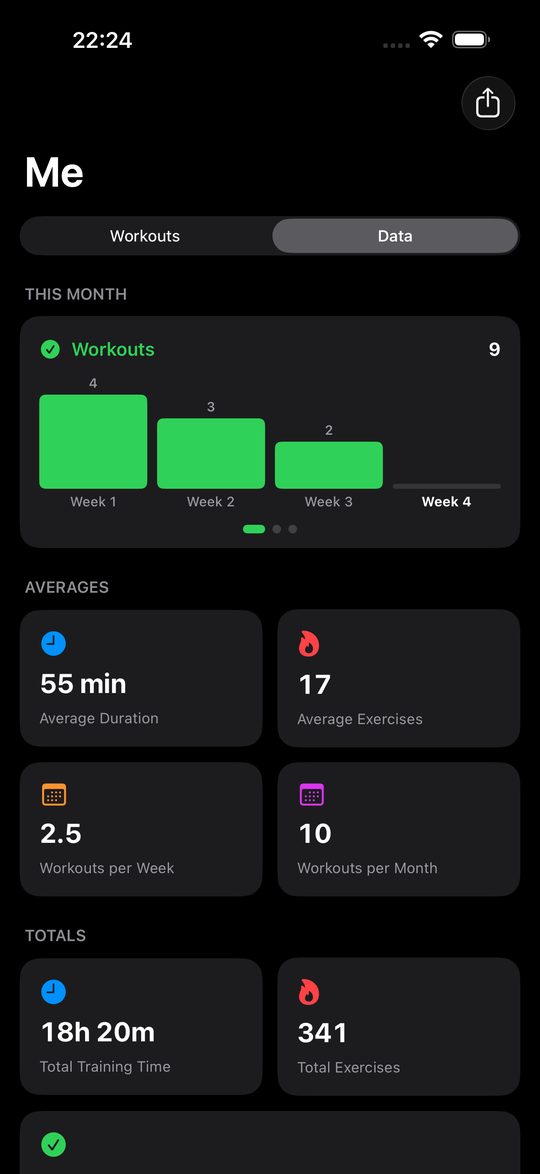 22:24
Me
Workouts Data
THIS MONTH
Workouts 9
4
3
2
Week 1 Week 2 Week 3 Week 4
AVERAGES
55 min 17
Average Duration Average Exercises
2.5 10
Workouts per Week Workouts per Month
TOTALS
18h 20m 341
Total Training Time Total Exercises